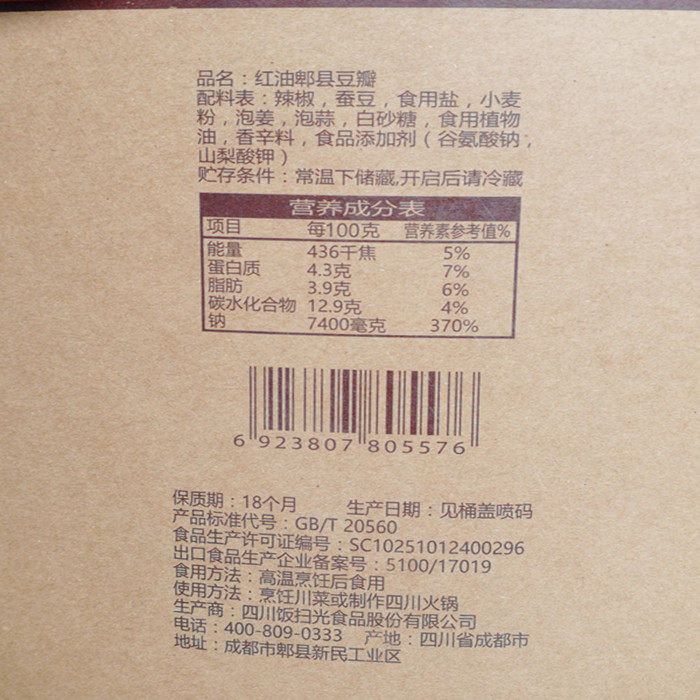 品名：红油郫县豆瓣
配料表：辣椒，蚕豆，食用盐，小麦
粉，泡姜，泡蒜，白砂糖，食用植物
油，香辛料，食品添加剂（谷氨酸钠，
山梨酸钾）
贮存条件：常温下储藏,开启后请冷藏
营养成分表
项目 每100克 营养素参考值%
能量 436千焦 5%
蛋白质 4.3克 7%
脂肪 3.9克 6%
碳水化合物 12.9克 4%
钠 7400毫克 370%
6 923807 805576
保质期：18个月 生产日期：见桶盖喷码
产品标准代号：GB/T 20560
食品生产许可证编号：SC10251012400296
出口食品生产企业备案号：5100/17019
食用方法：高温烹饪后食用
使用方法：烹饪川菜或制作四川火锅
生产商：四川饭扫光食品股份有限公司
电话：400-809-0333 产地：四川省成都市
地址：成都市郫县新民工业区